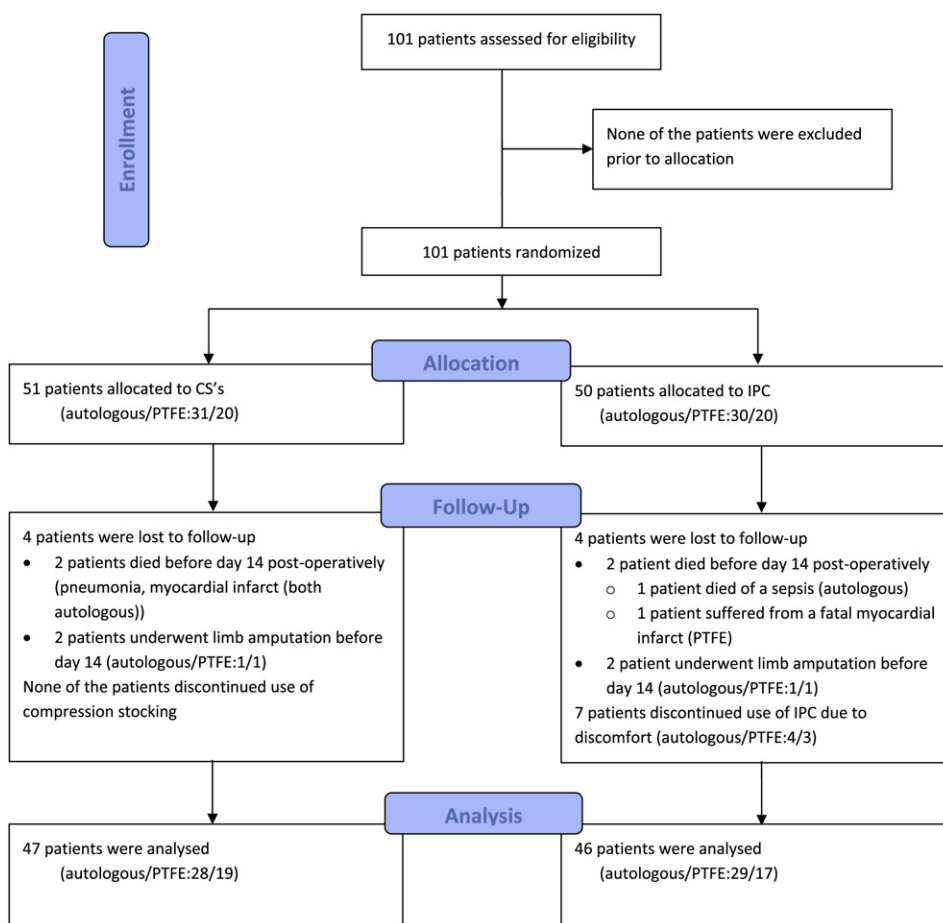 101 patients assessed for eligibility
Enrollment
None of the patients were excluded
prior to allocation
101 patients randomized
Allocation
51 patients allocated to CS's
(autologous/PTFE:31/20)
50 patients allocated to IPC
(autologous/PTFE:30/20)
Follow-Up
4 patients were lost to follow-up
• 2 patients died before day 14 post-operatively
(pneumonia, myocardial infarct (both
autologous))
• 2 patients underwent limb amputation before
day 14 (autologous/PTFE:1/1)
None of the patients discontinued use of
compression stocking
4 patients were lost to follow-up
• 2 patient died before day 14 post-operatively
o 1 patient died of a sepsis (autologous)
o 1 patient suffered from a fatal myocardial
infarct (PTFE)
• 2 patient underwent limb amputation before
day 14 (autologous/PTFE:1/1)
7 patients discontinued use of IPC due to
discomfort (autologous/PTFE:4/3)
Analysis
47 patients were analysed
(autologous/PTFE:28/19)
46 patients were analysed
(autologous/PTFE:29/17)